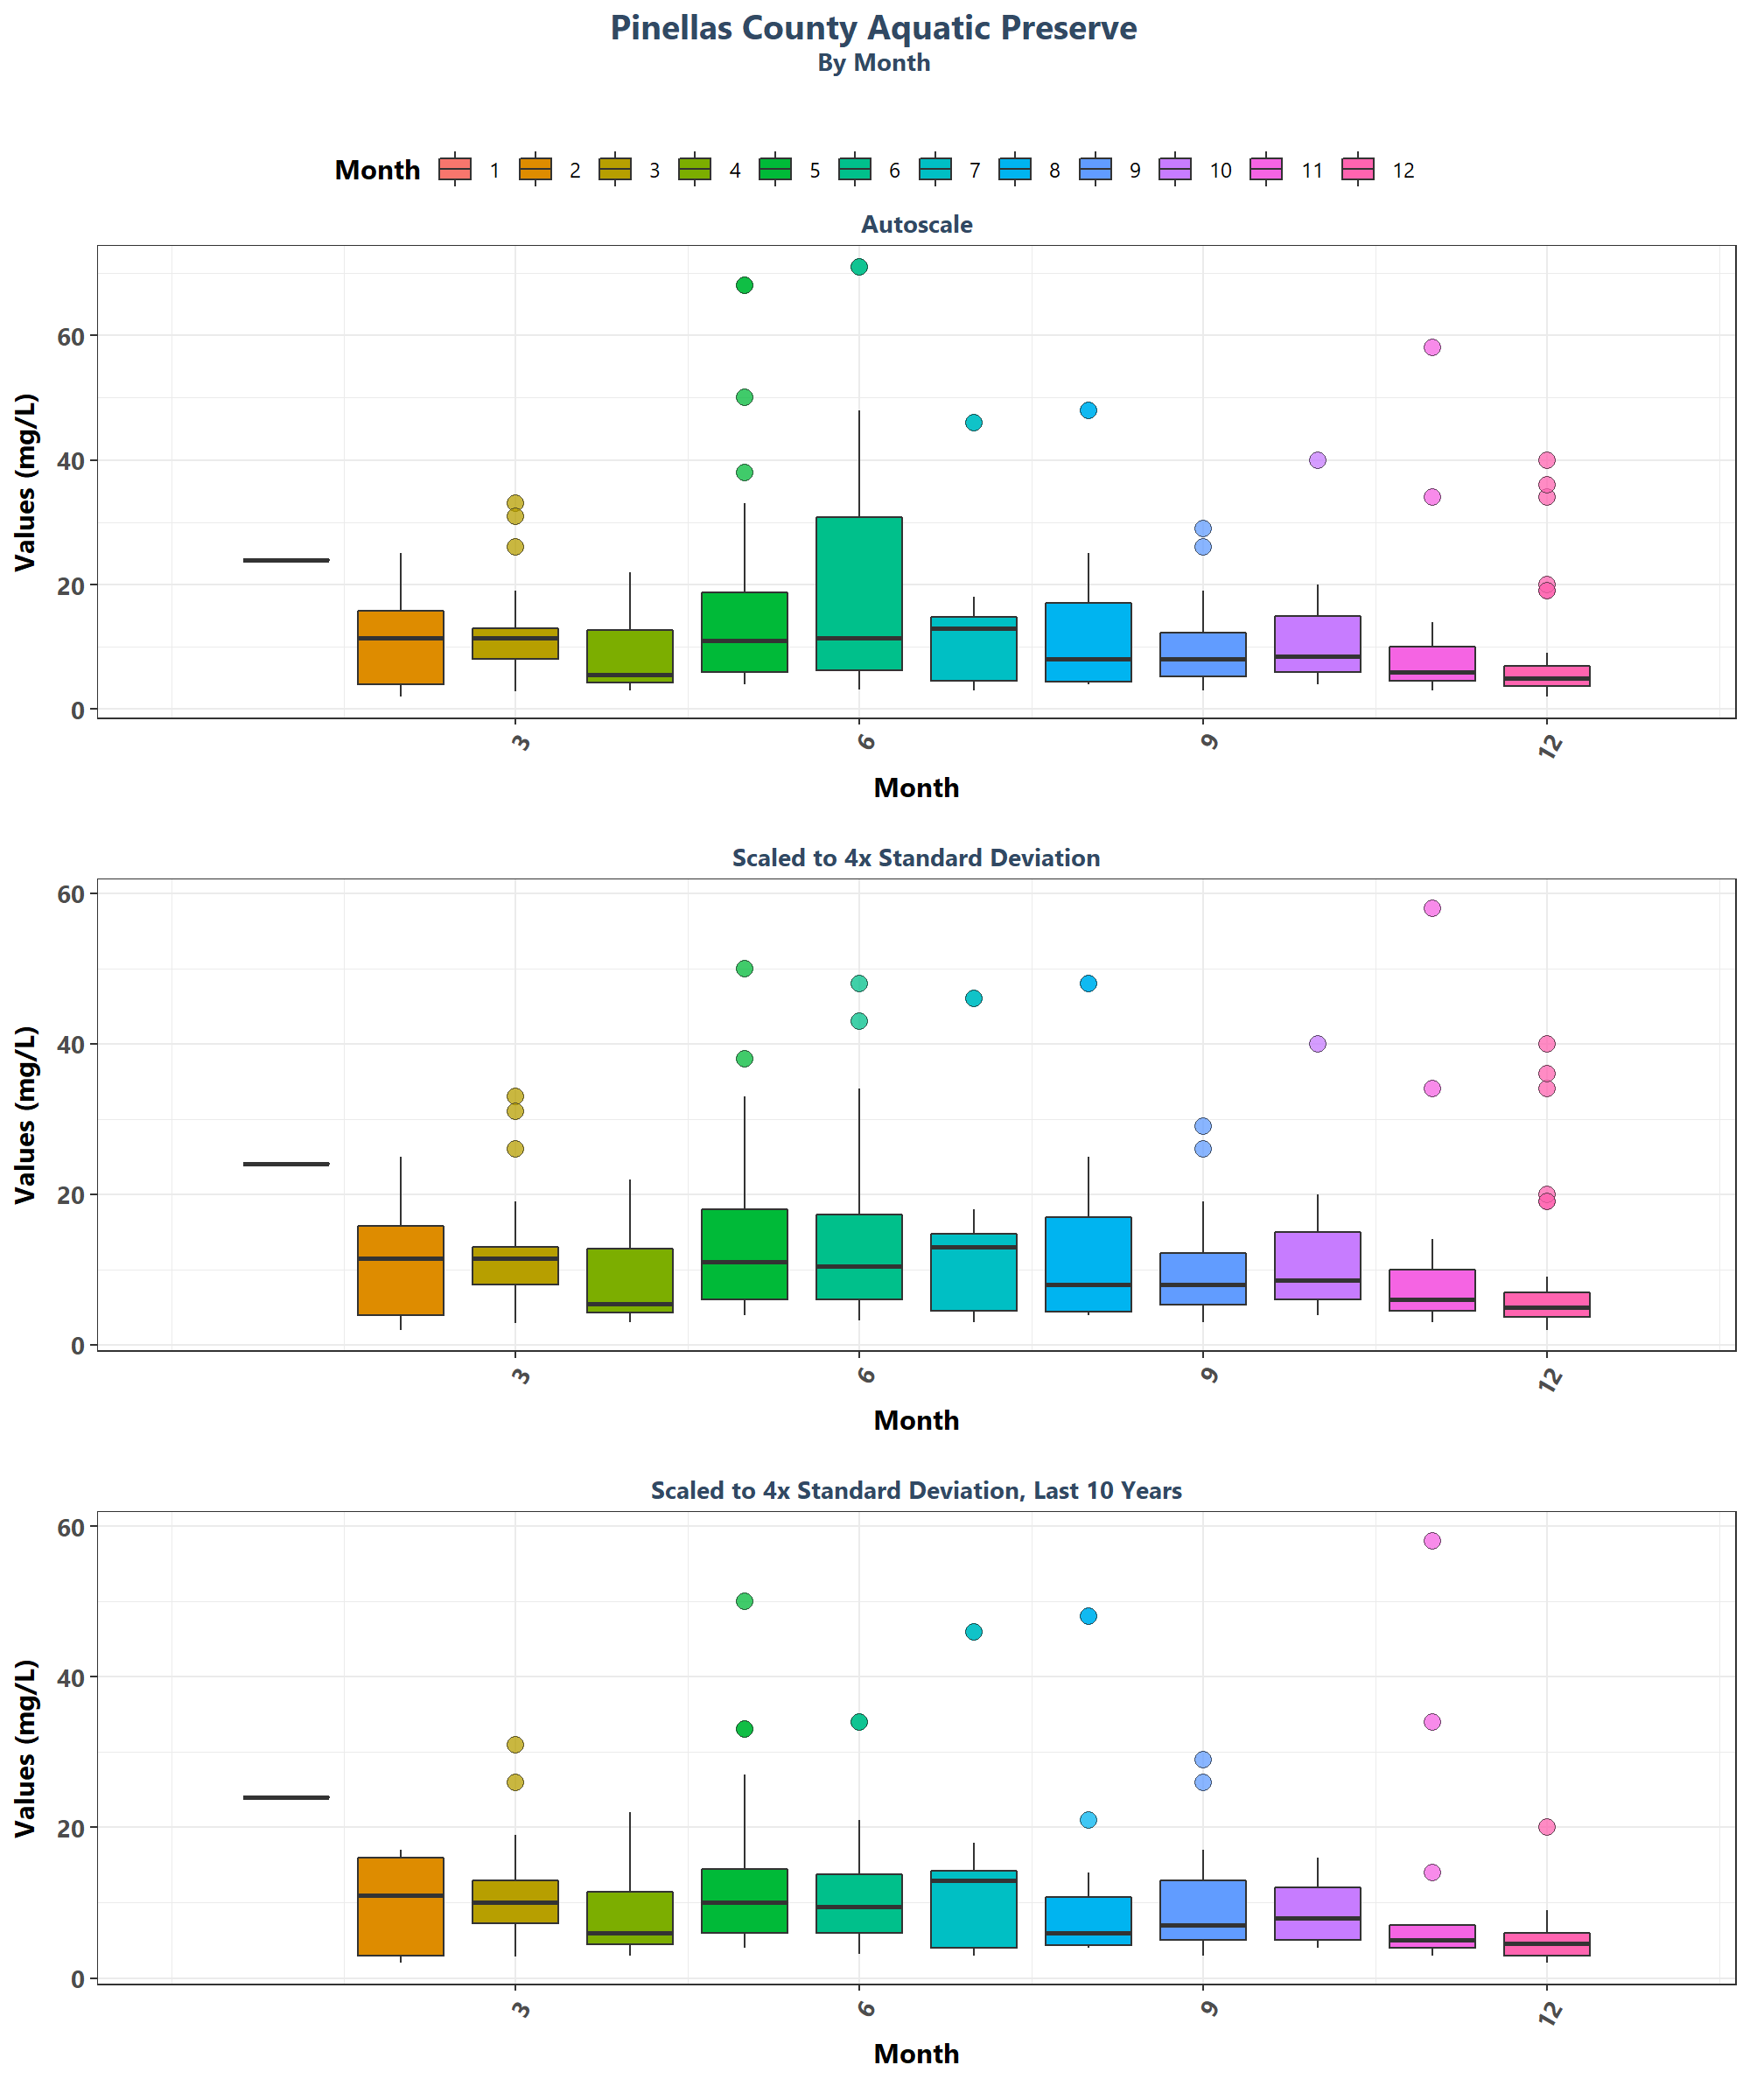 Pinellas County Aquatic Preserve
By Month
Month 1 2 3 4 5 6 7 8 9 10 11 12
Autoscale
Values (mg/L)
60
40
20
0
3 6 9 12
Month
Scaled to 4x Standard Deviation
Values (mg/L)
60
40
20
0
3 6 9 12
Month
Scaled to 4x Standard Deviation, Last 10 Years
Values (mg/L)
60
40
20
0
3 6 9 12
Month